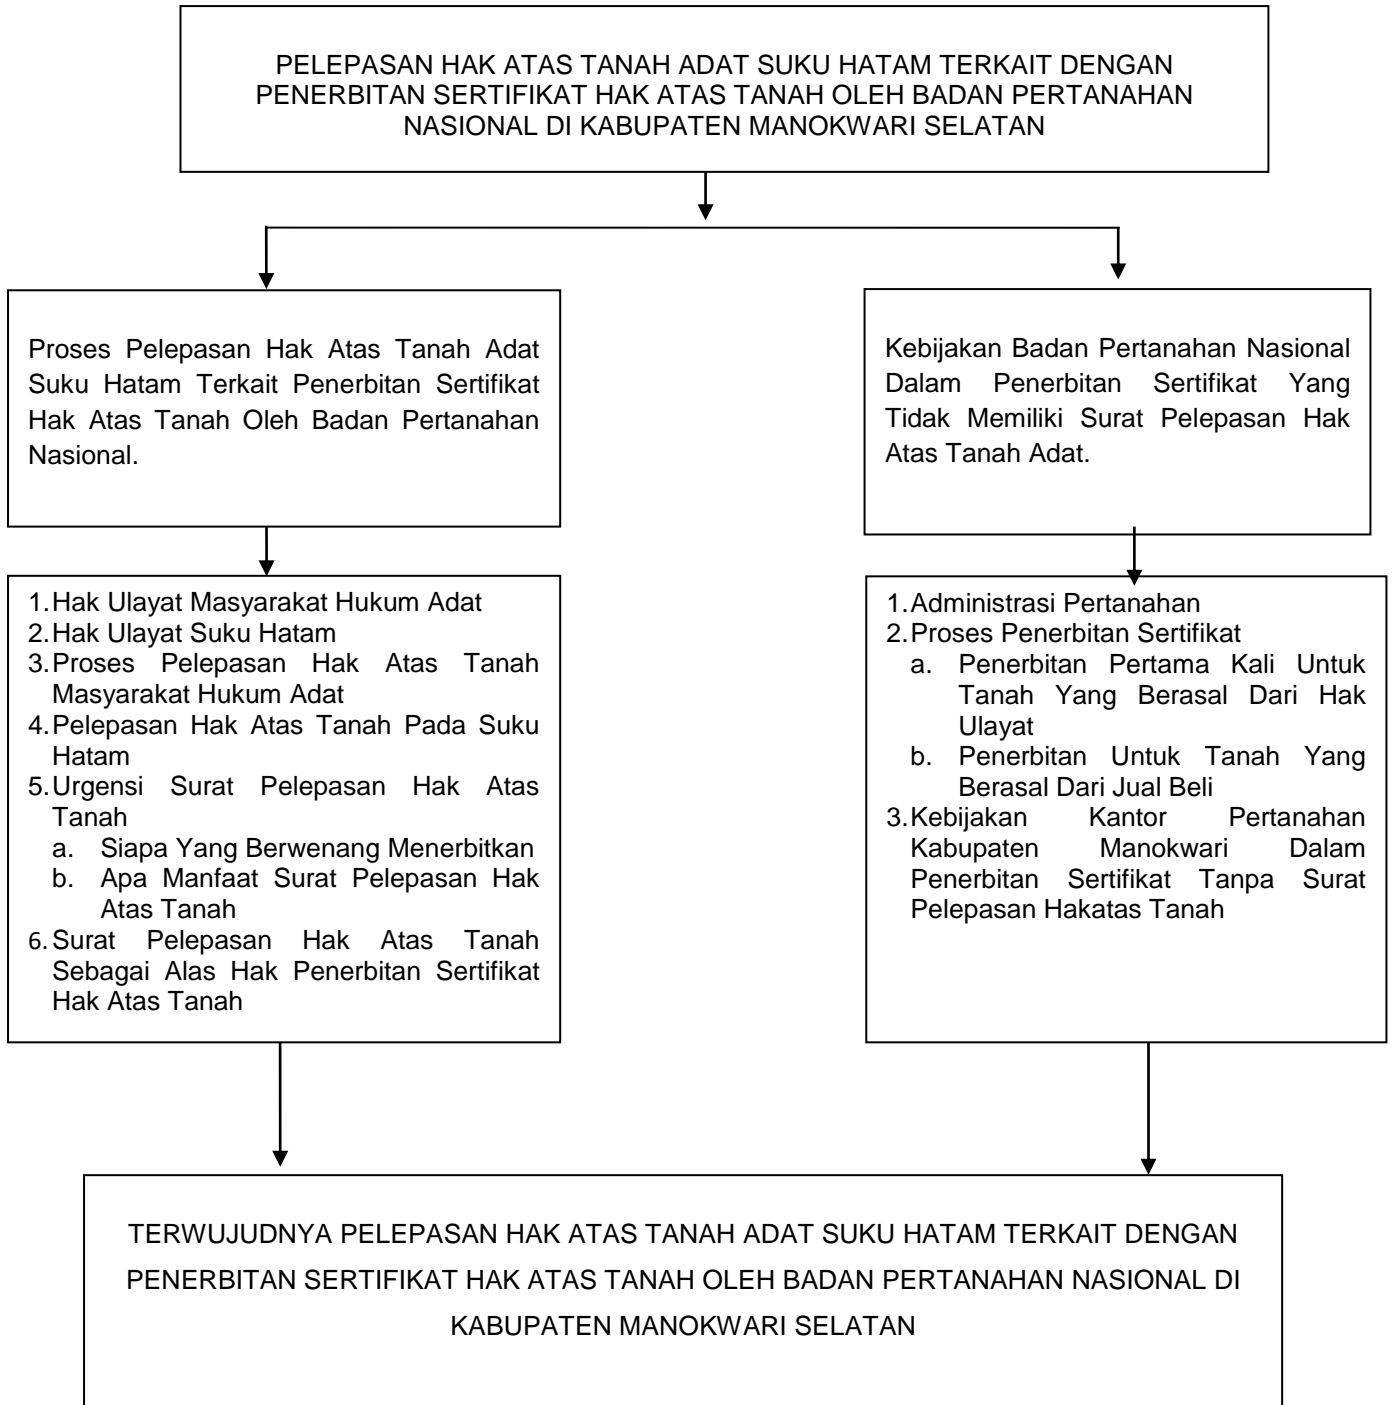 PELEPASAN HAK ATAS TANAH ADAT SUKU HATAM TERKAIT DENGAN
PENERBITAN SERTIFIKAT HAK ATAS TANAH OLEH BADAN PERTANAHAN
NASIONAL DI KABUPATEN MANOKWARI SELATAN
Proses Pelepasan Hak Atas Tanah Adat
Suku Hatam Terkait Penerbitan Sertifikat
Hak Atas Tanah Oleh Badan Pertanahan
Nasional.
Kebijakan Badan Pertanahan Nasional
Dalam Penerbitan Sertifikat Yang
Tidak Memiliki Surat Pelepasan Hak
Atas Tanah Adat.
1. Hak Ulayat Masyarakat Hukum Adat
2. Hak Ulayat Suku Hatam
3. Proses Pelepasan Hak Atas Tanah
Masyarakat Hukum Adat
4. Pelepasan Hak Atas Tanah Pada Suku
Hatam
5. Urgensi Surat Pelepasan Hak Atas
Tanah
a. Siapa Yang Berwenang Menerbitkan
b. Apa Manfaat Surat Pelepasan Hak
Atas Tanah
6. Surat Pelepasan Hak Atas Tanah
Sebagai Alas Hak Penerbitan Sertifikat
Hak Atas Tanah
1. Administrasi Pertanahan
2. Proses Penerbitan Sertifikat
a. Penerbitan Pertama Kali Untuk
Tanah Yang Berasal Dari Hak
Ulayat
b. Penerbitan Untuk Tanah Yang
Berasal Dari Jual Beli
3. Kebijakan Kantor Pertanahan
Kabupaten Manokwari Dalam
Penerbitan Sertifikat Tanpa Surat
Pelepasan Hakatas Tanah
TERWUJUDNYA PELEPASAN HAK ATAS TANAH ADAT SUKU HATAM TERKAIT DENGAN
PENERBITAN SERTIFIKAT HAK ATAS TANAH OLEH BADAN PERTANAHAN NASIONAL DI
KABUPATEN MANOKWARI SELATAN